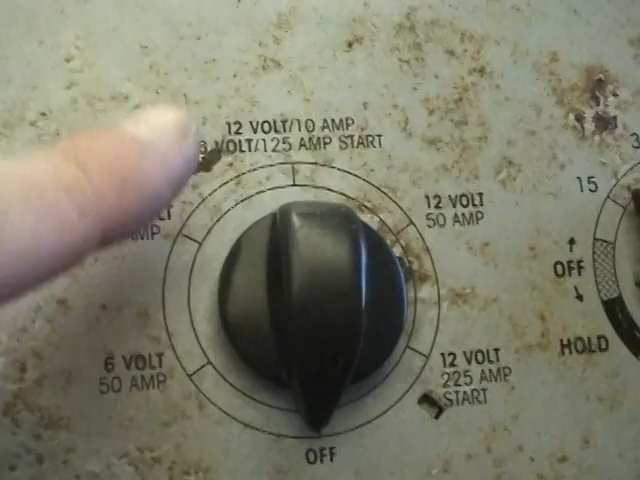 12 VOLT/10 AMP
VOLT/125 AMP START
12 VOLT
50 AMP
15
OFF
HOLD
6 VOLT
50 AMP
12 VOLT
225 AMP
START
OFF